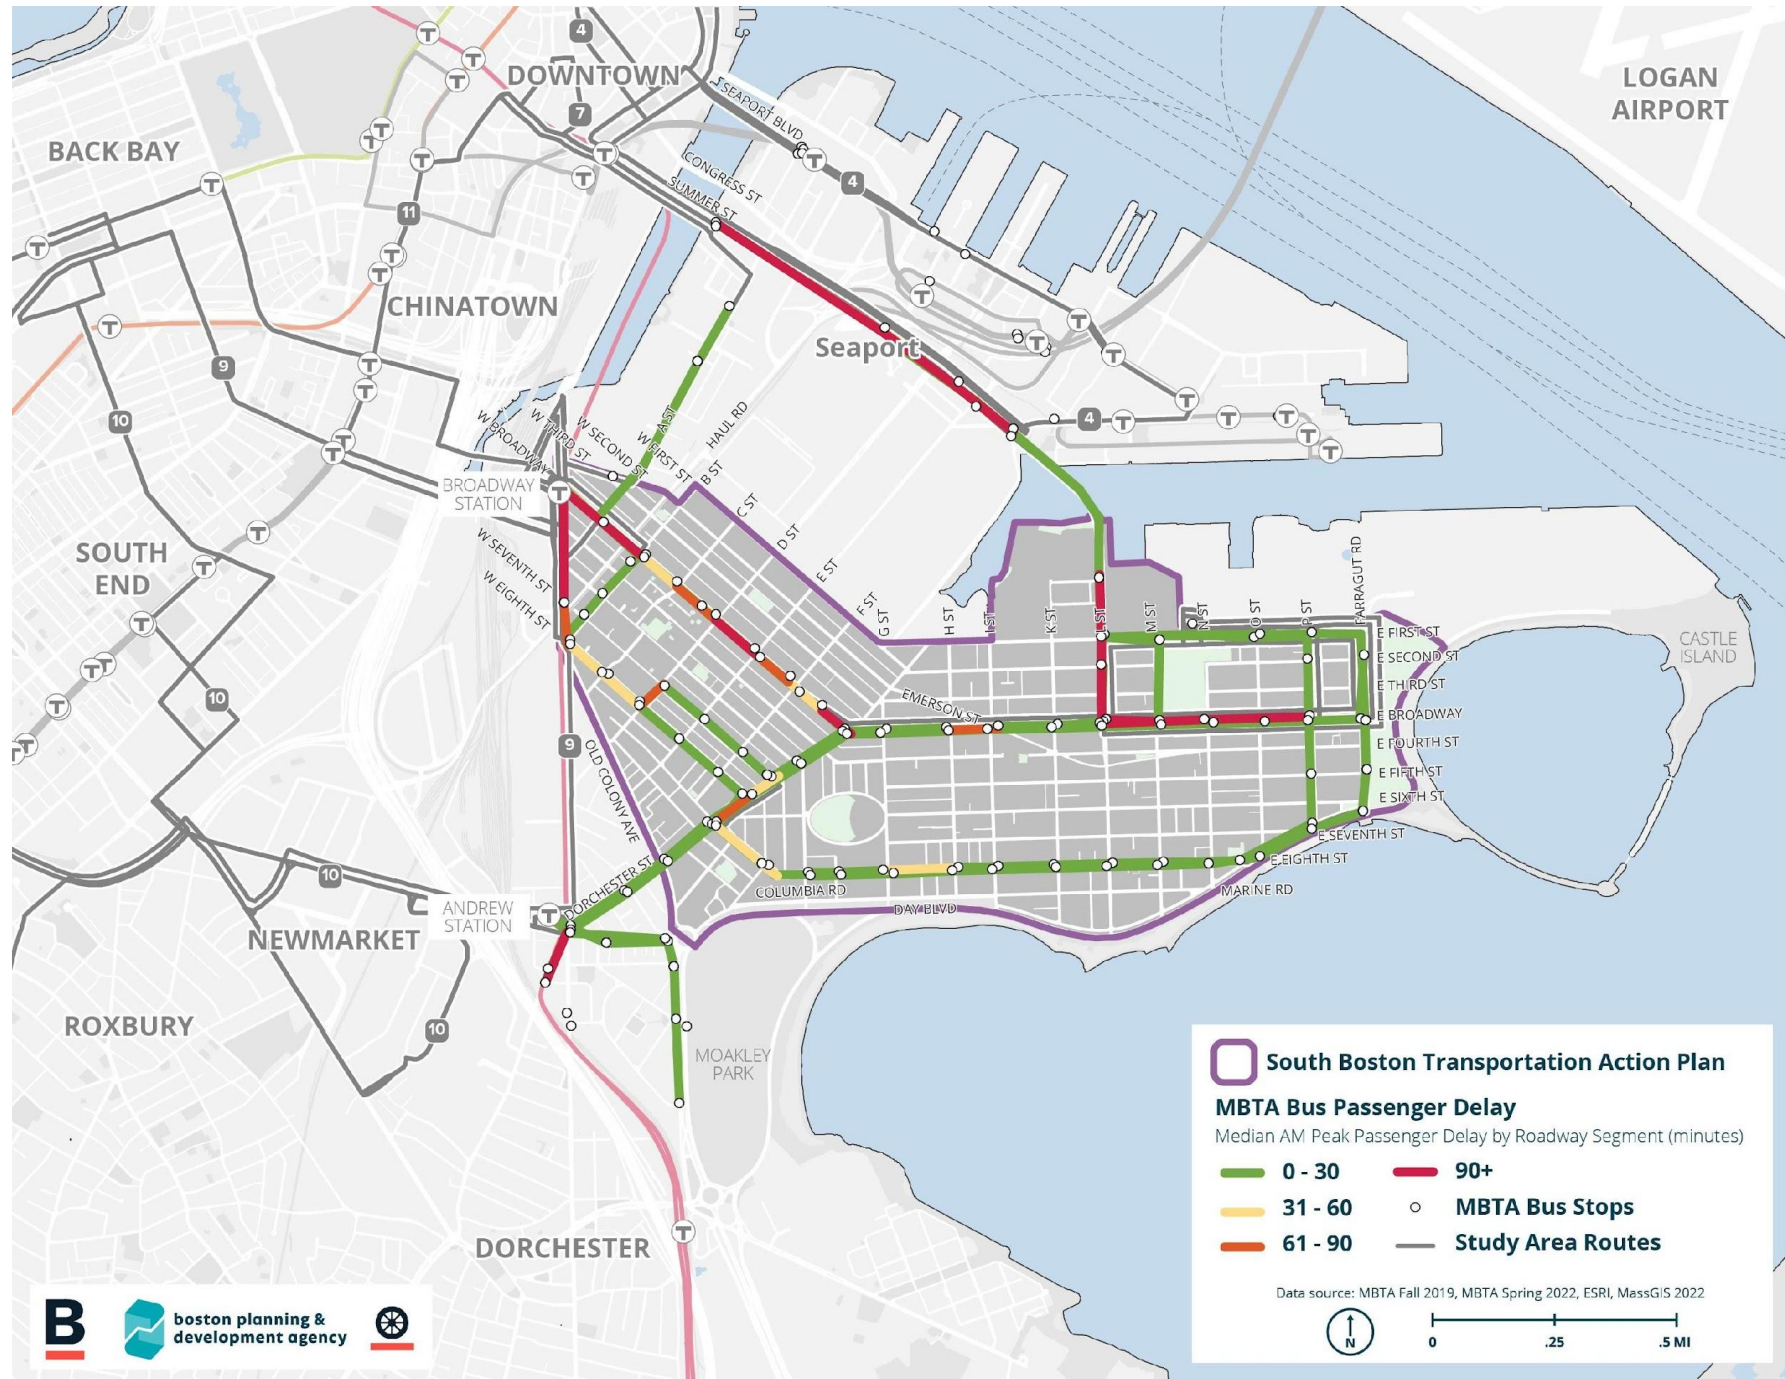 4
DOWNTOWN
7
BACK BAY
11
CHINATOWN
9
10
SEAPORT BLVD
CONGRESS ST
SUMMER ST
4
LOGAN
AIRPORT
Seaport
4
A ST
HAUL RD
W BROADWAY
W THIRD ST
W SECOND ST
W FIRST ST
B ST
C ST
D ST
E ST
F ST
G ST
H ST
I ST
K ST
L ST
M ST
N ST
O ST
P ST
FARRAGUT RD
BROADWAY
STATION
W SEVENTH ST
W EIGHTH ST
SOUTH
END
10
9
OLD COLONY AVE
EMERSON ST
E FIRST ST
E SECOND ST
E THIRD ST
E BROADWAY
E FOURTH ST
E FIFTH ST
E SIXTH ST
E SEVENTH ST
E EIGHTH ST
CASTLE
ISLAND
MARINE RD
COLUMBIA RD
DAY BLVD
DORCHESTER ST
10
ANDREW
STATION
NEWMARKET
ROXBURY
10
MOAKLEY
PARK
DORCHESTER
South Boston Transportation Action Plan
MBTA Bus Passenger Delay
Median AM Peak Passenger Delay by Roadway Segment (minutes)
0 - 30
90+
31 - 60
MBTA Bus Stops
61 - 90
Study Area Routes
Data source: MBTA Fall 2019, MBTA Spring 2022, ESRI, MassGIS 2022
N
0
.25
.5 MI
B
boston planning &
development agency